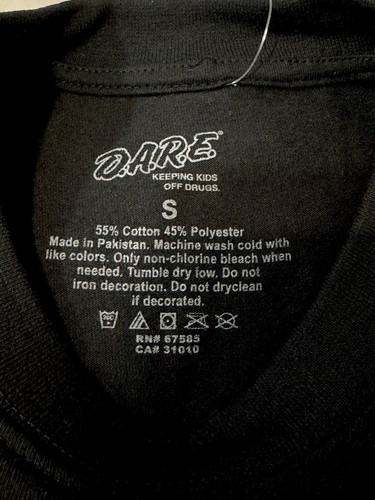 D.A.R.E.®
KEEPING KIDS
OFF DRUGS.
S
55% Cotton 45% Polyester
Made in Pakistan. Machine wash cold with
like colors. Only non-chlorine bleach when
needed. Tumble dry low. Do not
iron decoration. Do not dryclean
if decorated.
RN# 67585
CA# 31010